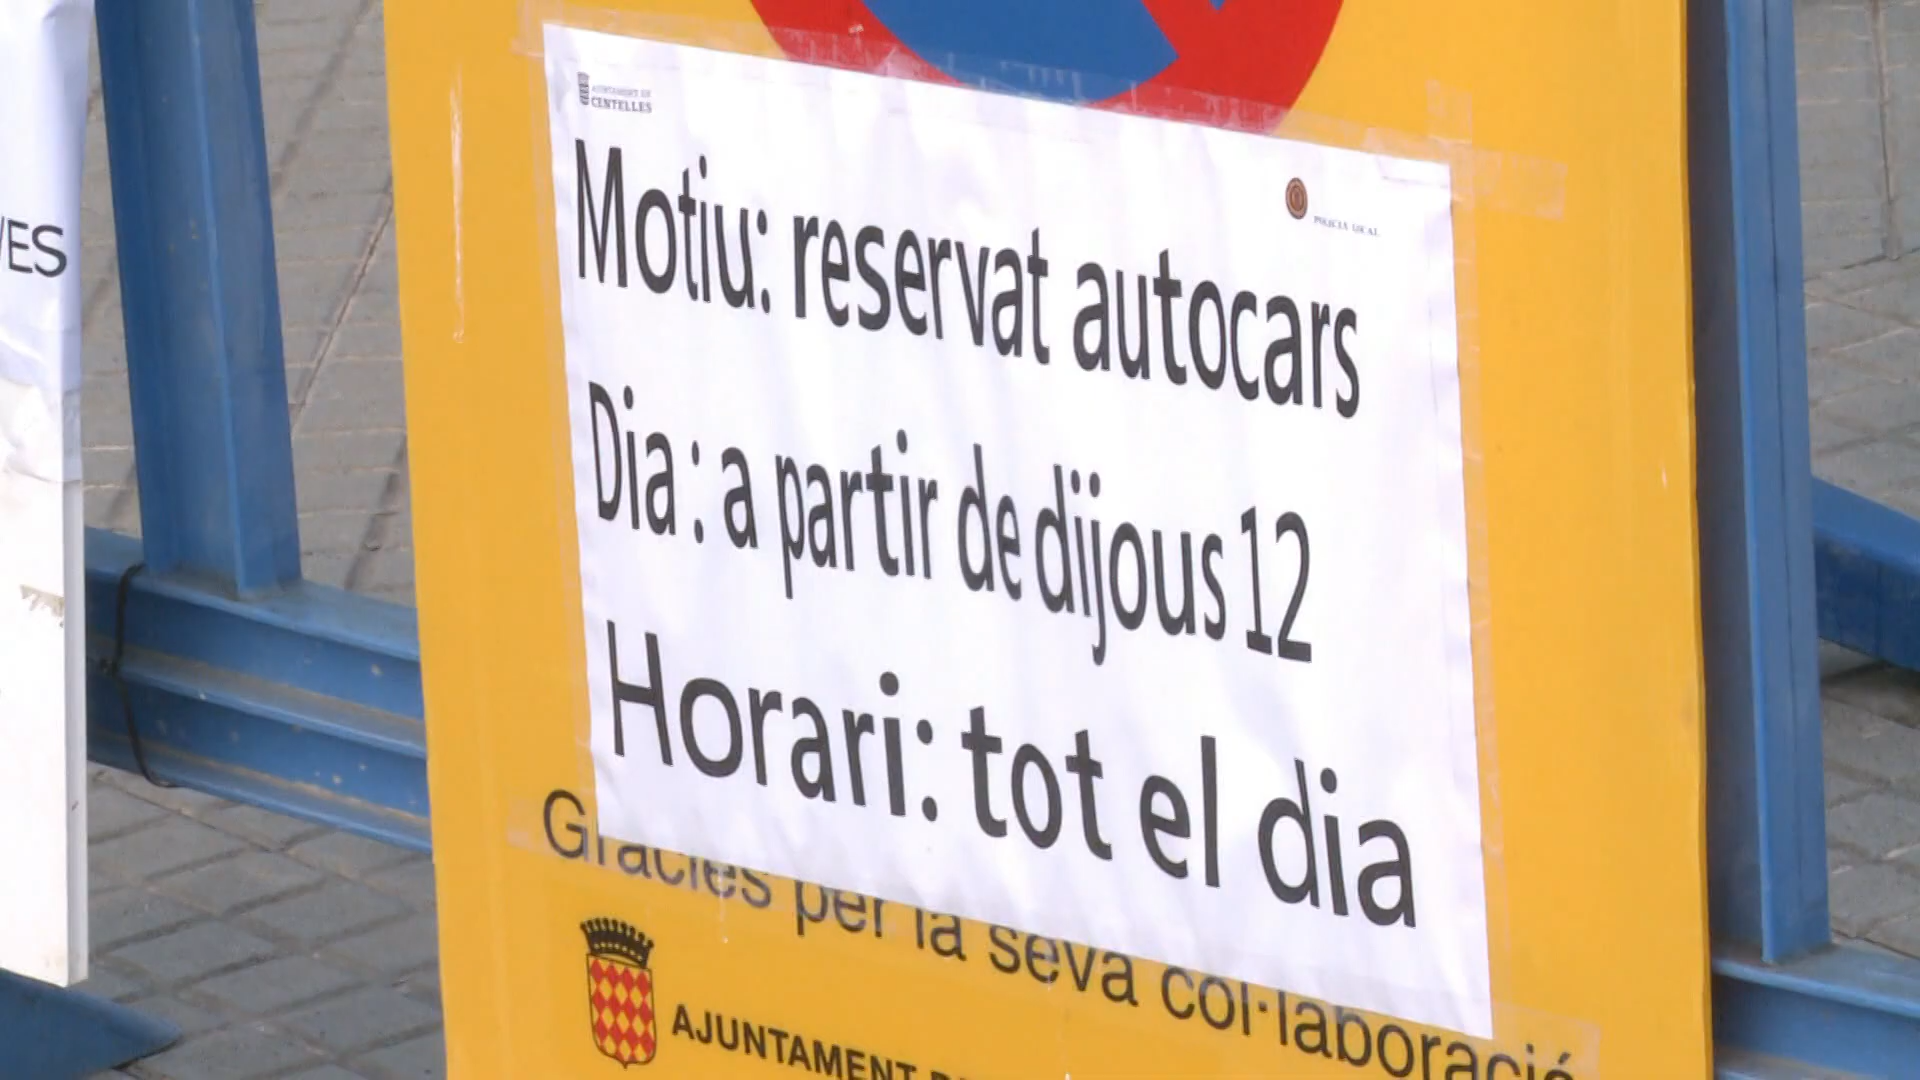 VES
AJUNTAMENT DE
CENTELLES
POLICIA LOCAL
Motiu: reservat autocars
Dia : a partir de dijous 12
Horari: tot el dia
Gràcies per la seva col·laboració
AJUNTAMENT